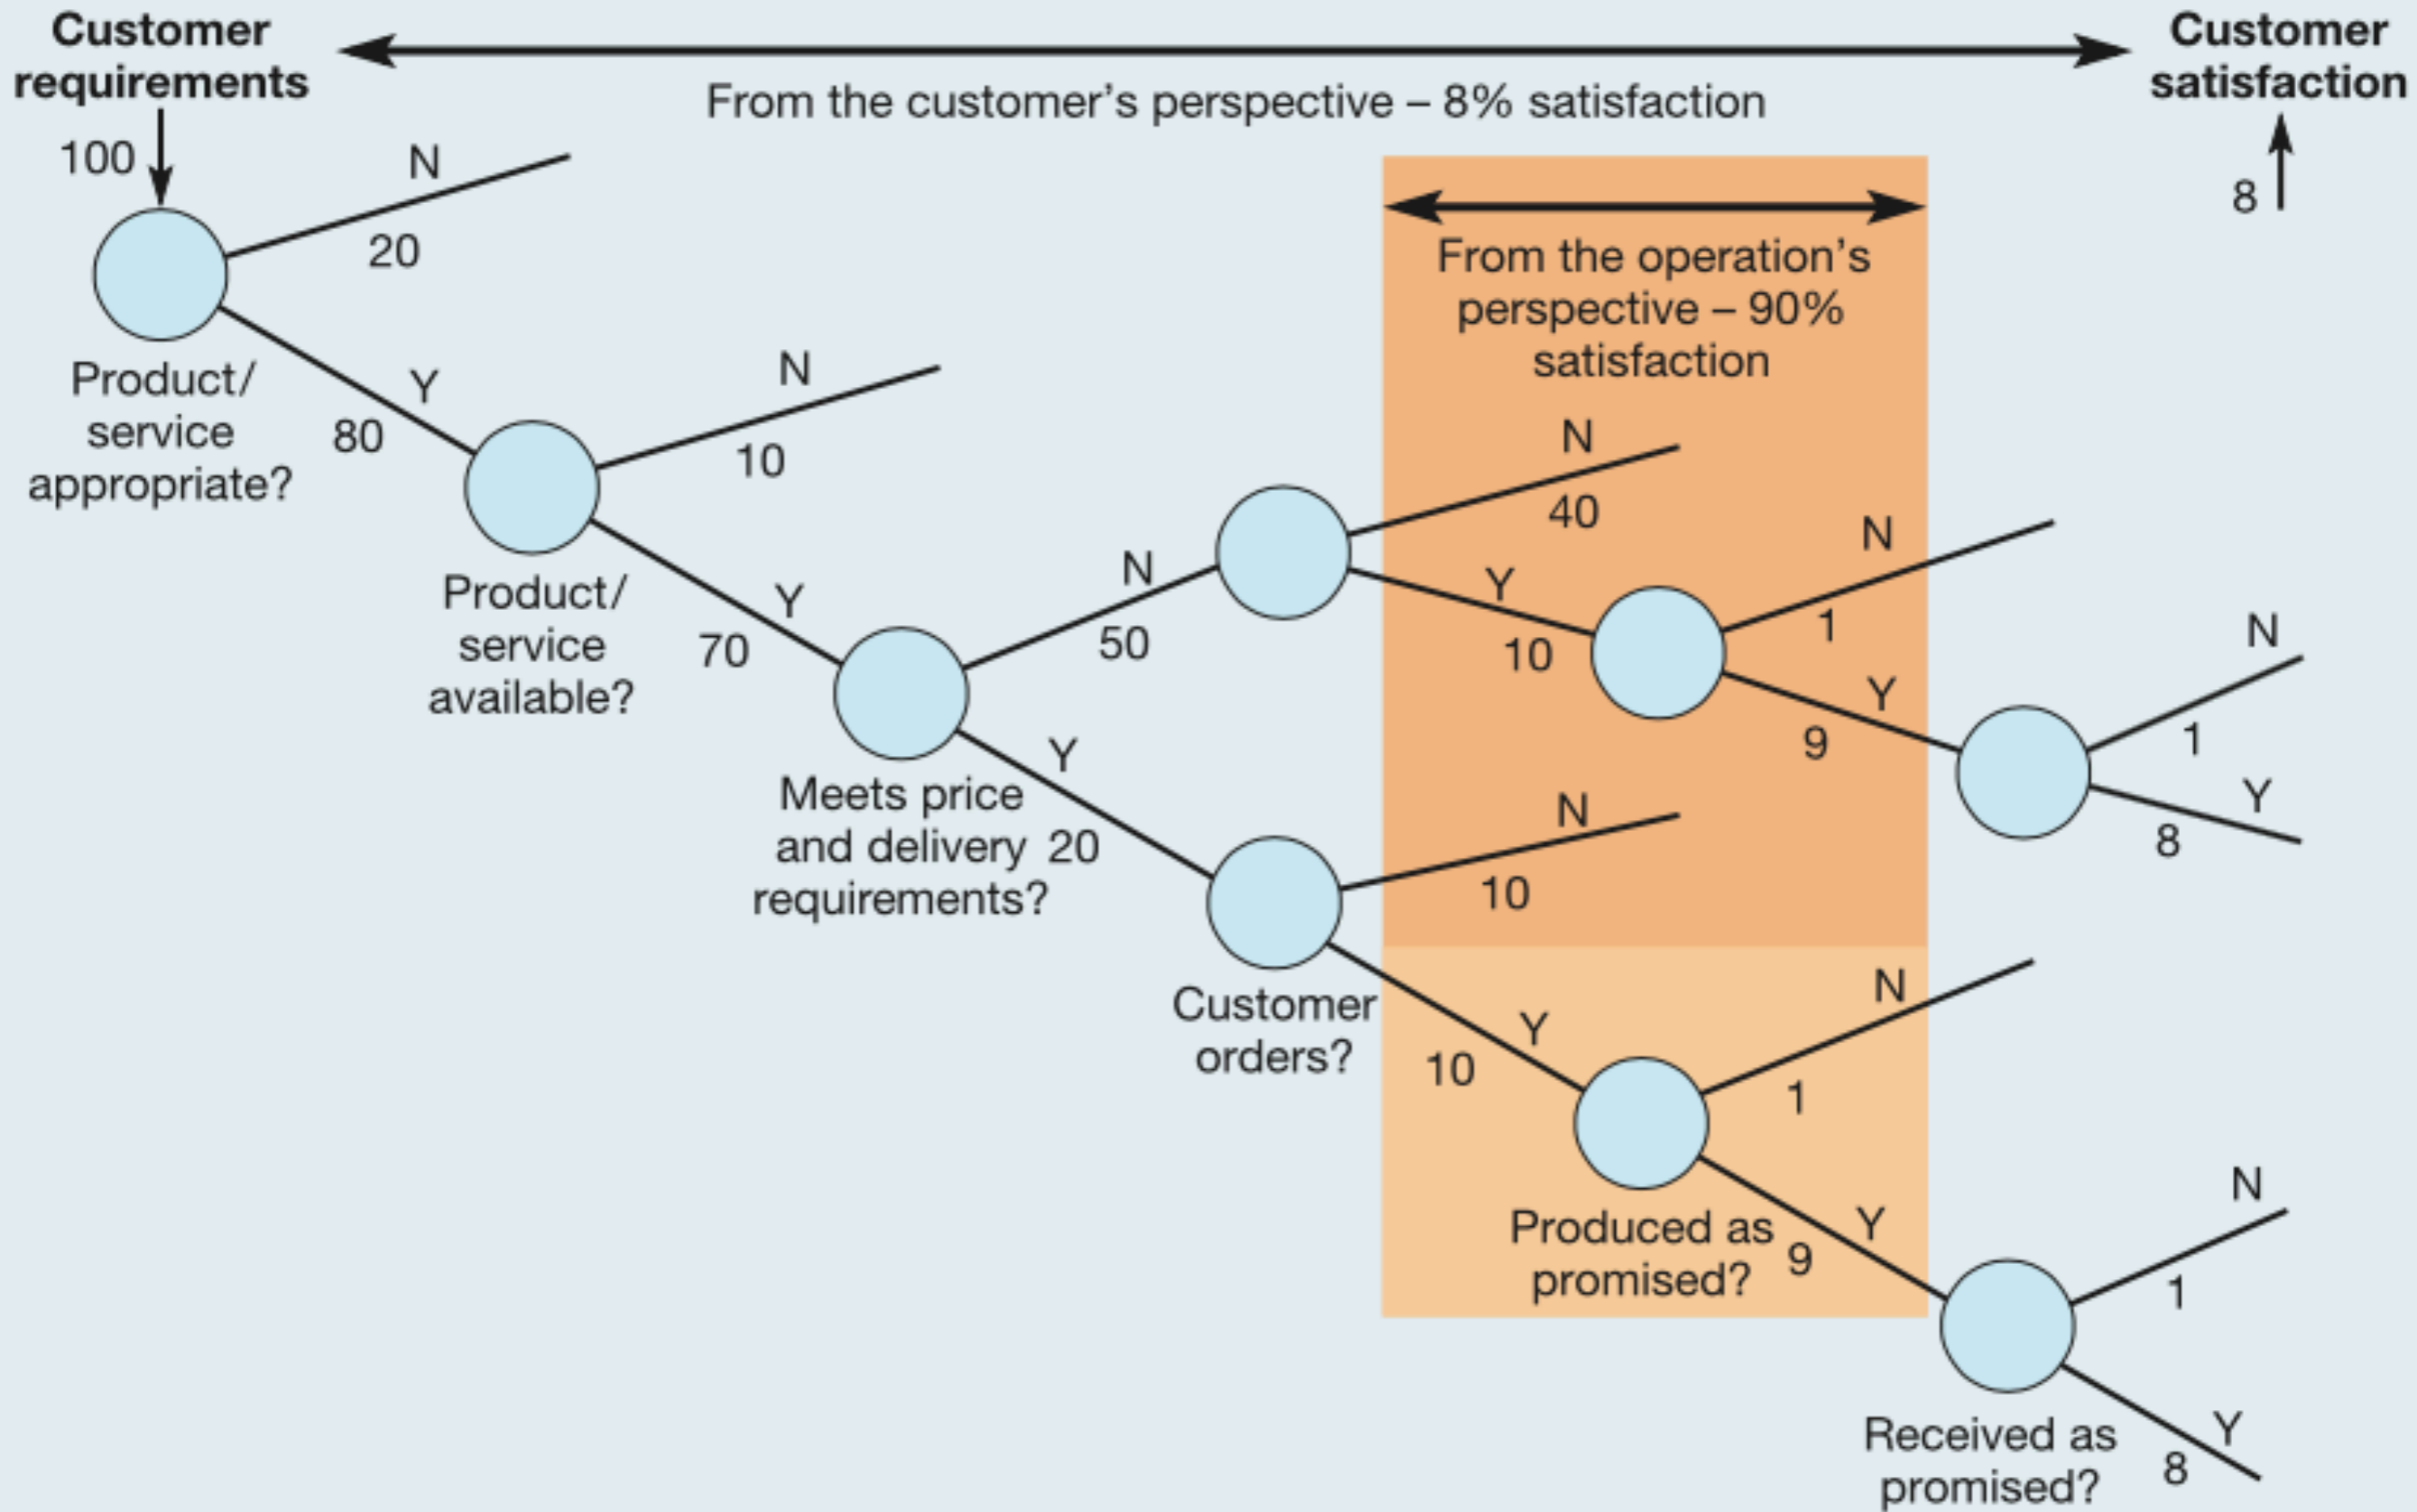 Customer
requirements
From the customer's perspective – 8% satisfaction
Customer
satisfaction
100
8
N
20
Y
80
Product/
service
appropriate?
N
10
Y
70
Product/
service
available?
N
50
Y
20
Meets price
and delivery
requirements?
From the operation's
perspective – 90%
satisfaction
N
40
Y
10
N
1
Y
9
N
1
Y
8
N
10
Y
10
Customer
orders?
N
1
Y
9
Produced as
promised?
N
1
Y
8
Received as
promised?